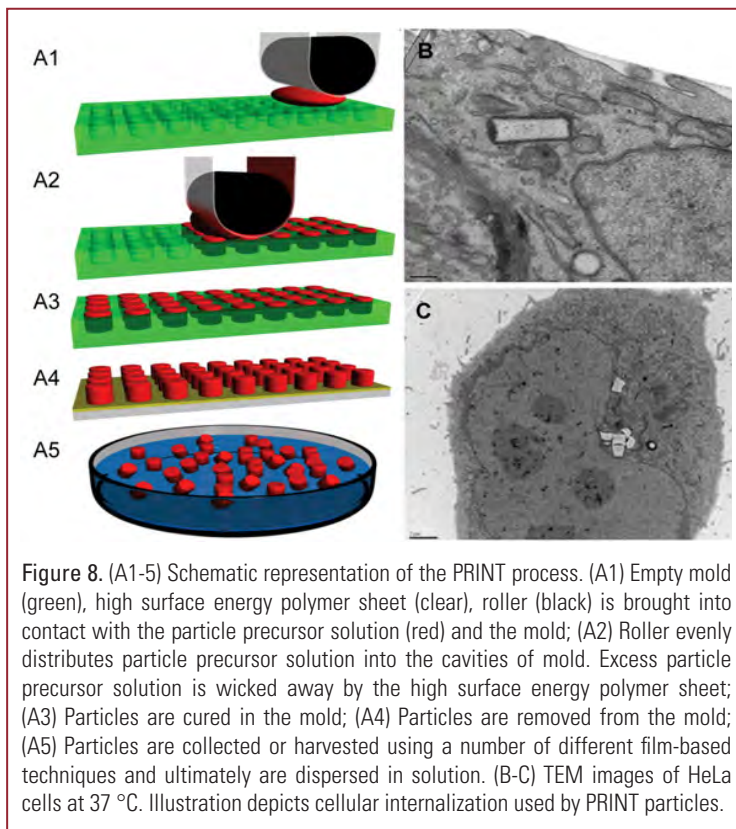 A1
B
A2
A3
C
A4
A5
Figure 8. (A1-5) Schematic representation of the PRINT process. (A1) Empty mold
(green), high surface energy polymer sheet (clear), roller (black) is brought into
contact with the particle precursor solution (red) and the mold; (A2) Roller evenly
distributes particle precursor solution into the cavities of mold. Excess particle
precursor solution is wicked away by the high surface energy polymer sheet;
(A3) Particles are cured in the mold; (A4) Particles are removed from the mold;
(A5) Particles are collected or harvested using a number of different film-based
techniques and ultimately are dispersed in solution. (B-C) TEM images of HeLa
cells at 37 °C. Illustration depicts cellular internalization used by PRINT particles.